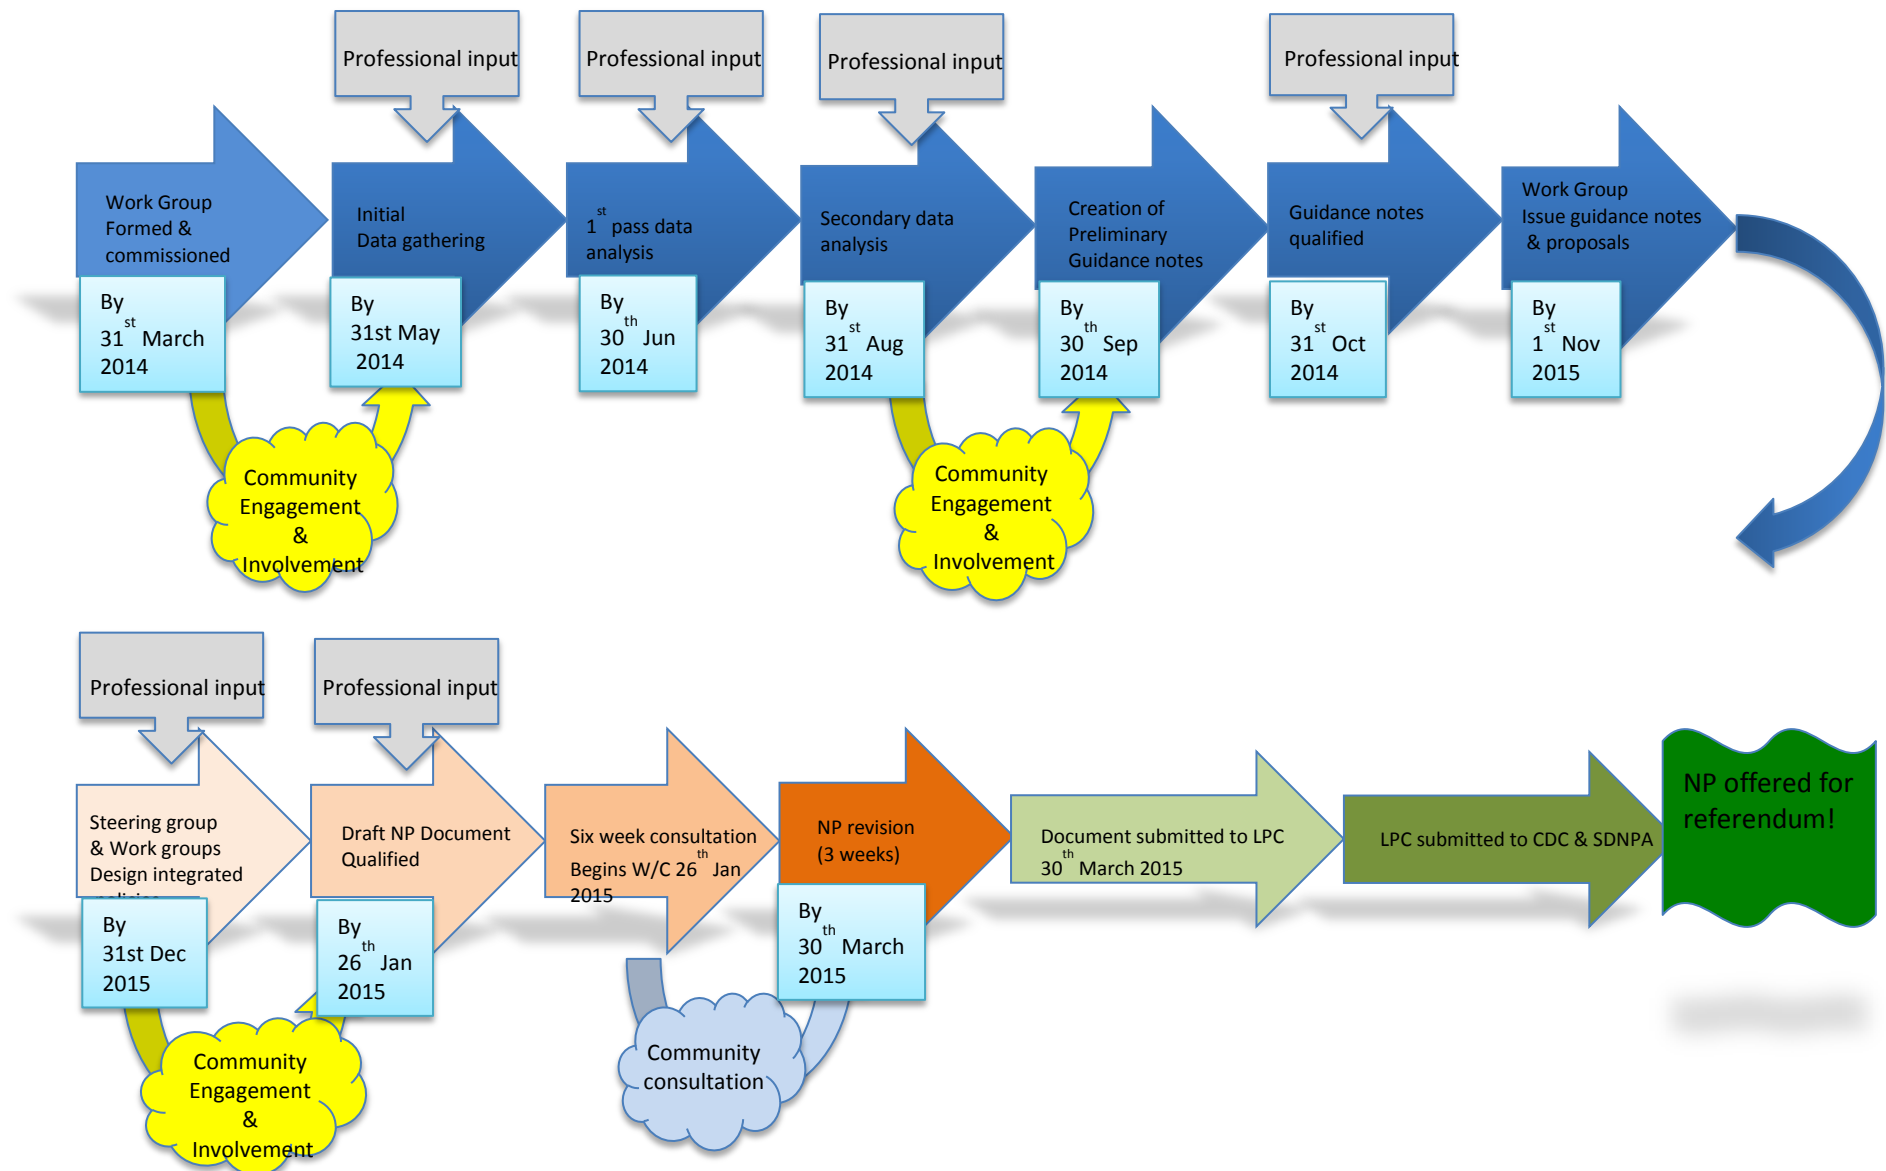 Professional input
Professional input
Professional input
Professional input
Work Group
Formed &
commissioned
Initial
Data gathering
1st pass data
analysis
Secondary data
analysis
Creation of
Preliminary
Guidance notes
Guidance notes
qualified
Work Group
Issue guidance notes
& proposals
By
31st March
2014
By
31st May
2014
By
30th Jun
2014
By
31st Aug
2014
By
30th Sep
2014
By
31st Oct
2014
By
1st Nov
2015
Community
Engagement
&
Involvement
Community
Engagement
&
Involvement
Professional input
Professional input
Steering group
& Work groups
Design integrated
Draft NP Document
Qualified
Six week consultation
Begins W/C 26th Jan
2015
NP revision
(3 weeks)
Document submitted to LPC
30th March 2015
LPC submitted to CDC & SDNPA
NP offered for
referendum!
By
31st Dec
2015
By
26th Jan
2015
By
30th March
2015
Community
Engagement
&
Involvement
Community
consultation